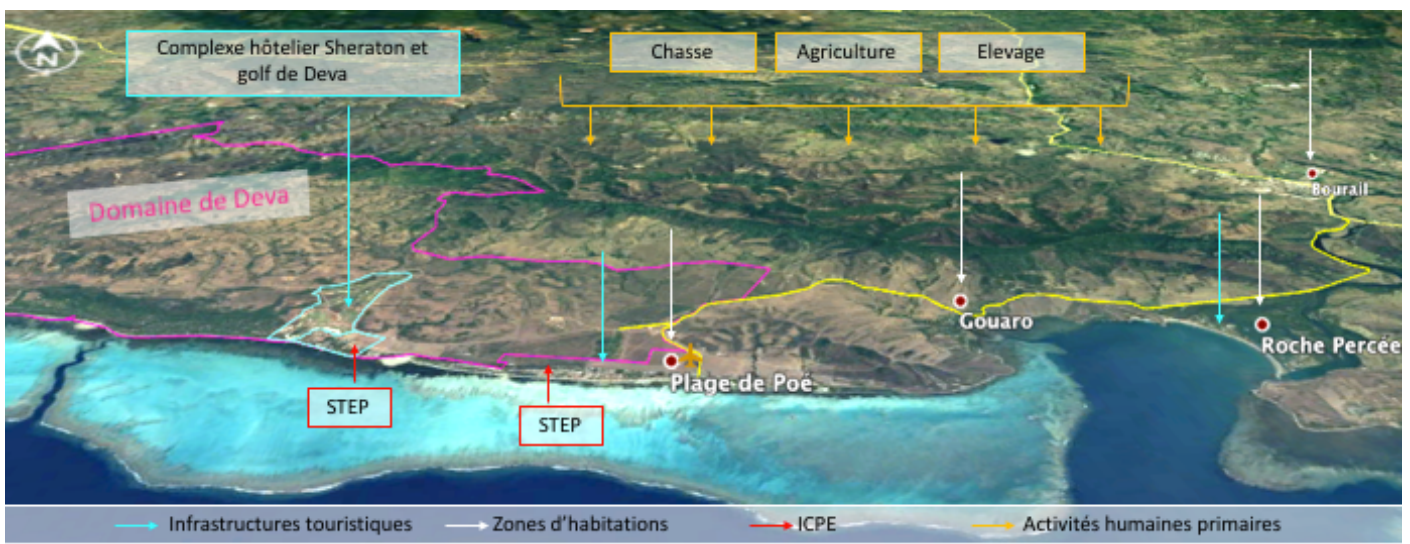 N
Complexe hôtelier Sheraton et
golf de Deva
Chasse
Agriculture
Elevage
Domaine de Deva
Bourail
Gouaro
Roche Percée
Plage de Poé
STEP
STEP
Infrastructures touristiques
Zones d'habitations
ICPE
Activités humaines primaires